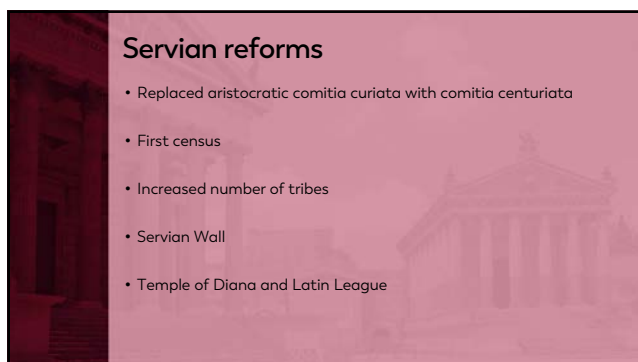 Servian reforms
• Replaced aristocratic comitia curiata with comitia centuriata
• First census
• Increased number of tribes
• Servian Wall
• Temple of Diana and Latin League